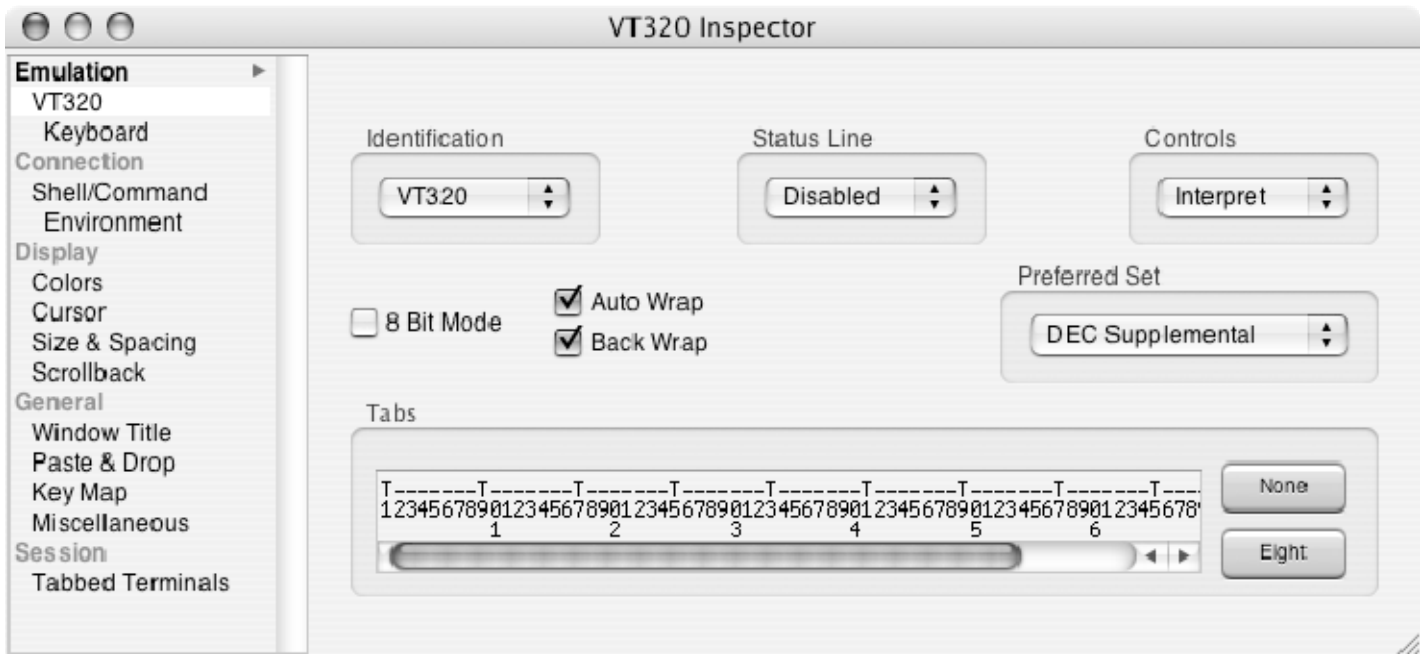 VT320 Inspector
Emulation
VT320
Keyboard
Connection
Shell/Command
Environment
Display
Colors
Cursor
Size & Spacing
Scrollback
General
Window Title
Paste & Drop
Key Map
Miscellaneous
Session
Tabbed Terminals
Identification
VT320
Status Line
Disabled
Controls
Interpret
8 Bit Mode
Auto Wrap
Back Wrap
Preferred Set
DEC Supplemental
Tabs
T-------T-------T-------T-------T-------T-------T-------T-------T---
12345678901234567890123456789012345678901234567890123456789012345678
1 2 3 4 5 6
None
Eight